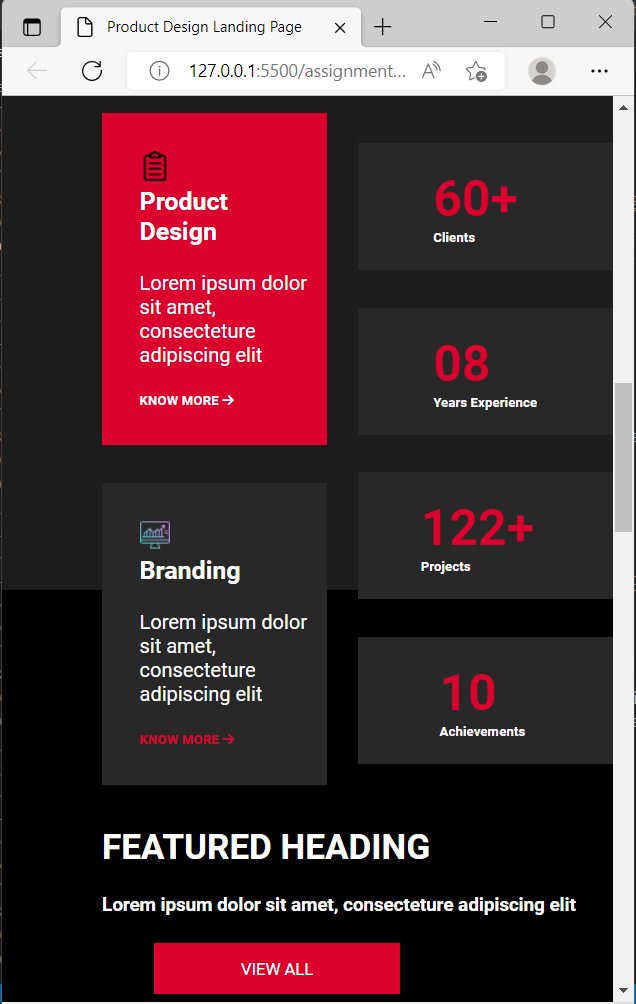 Product Design Landing Page
127.0.0.1:5500/assignment...
Product
Design
Lorem ipsum dolor
sit amet,
consecteture
adipiscing elit
KNOW MORE
Branding
Lorem ipsum dolor
sit amet,
consecteture
adipiscing elit
KNOW MORE
60+
Clients
08
Years Experience
122+
Projects
10
Achievements
FEATURED HEADING
Lorem ipsum dolor sit amet, consecteture adipiscing elit
VIEW ALL